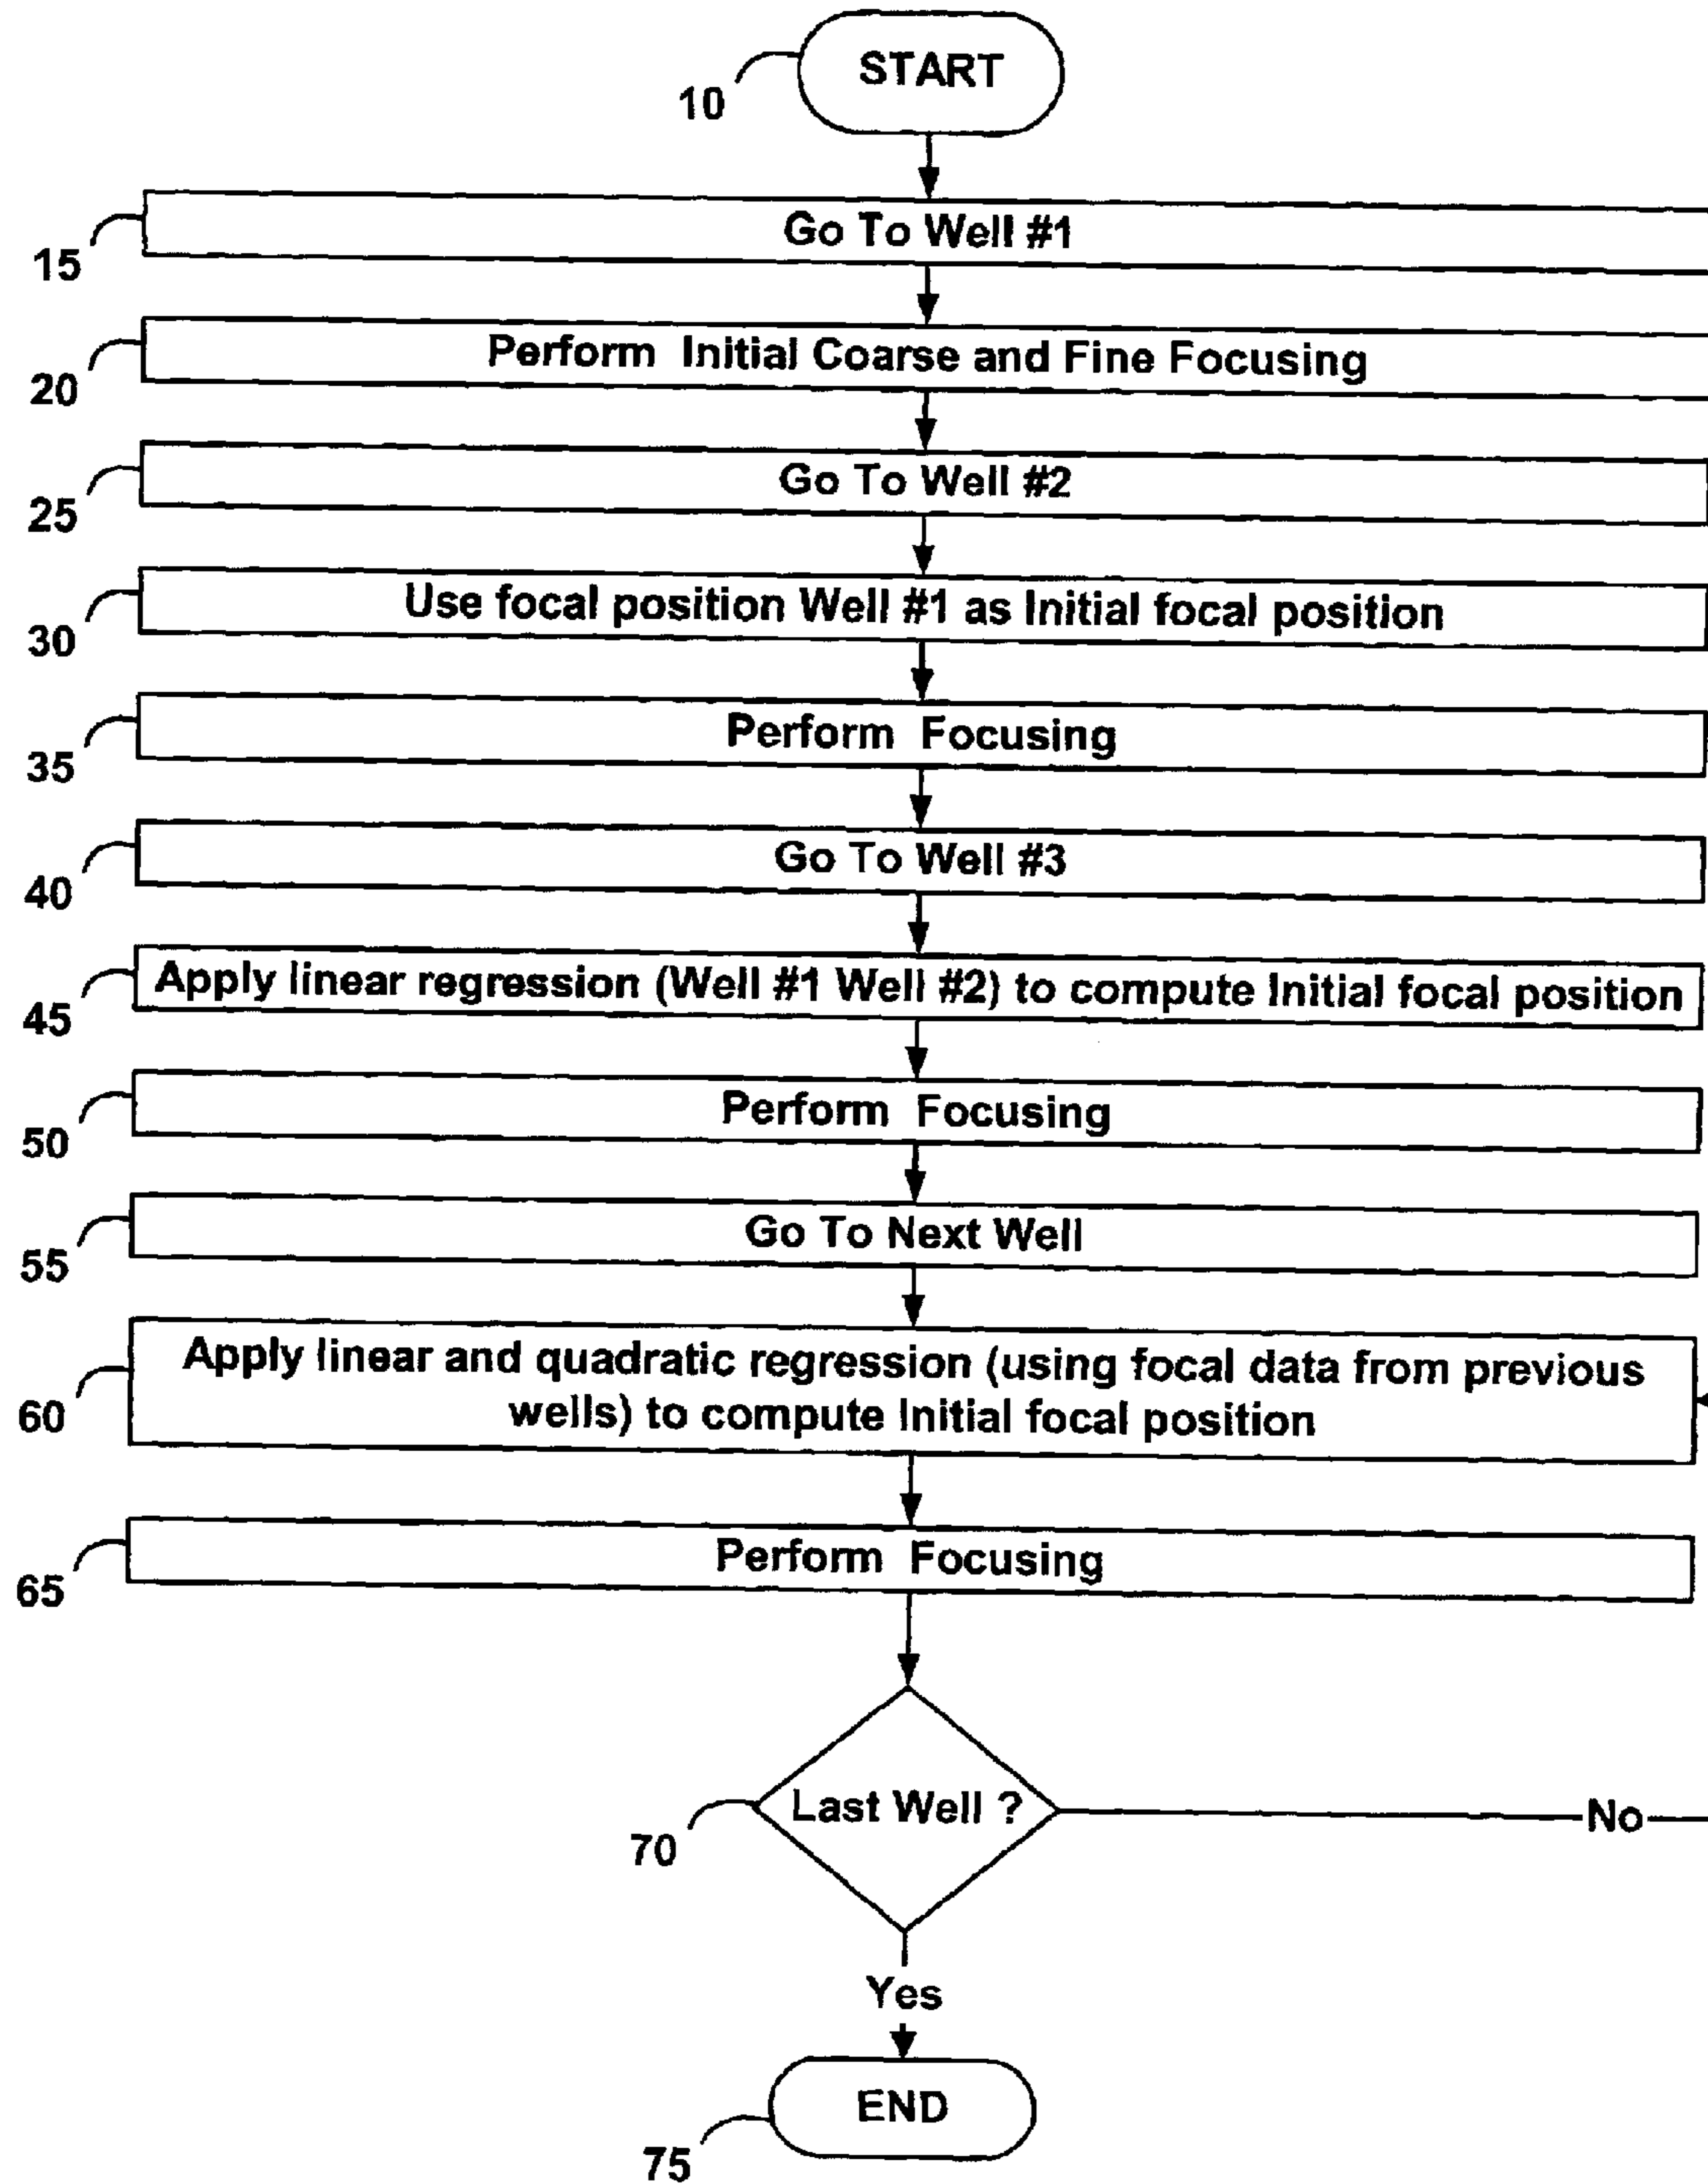 START
10
Go To Well #1
15
Perform Initial Coarse and Fine Focusing
20
Go To Well #2
25
Use focal position Well #1 as Initial focal position
30
Perform Focusing
35
Go To Well #3
40
Apply linear regression (Well #1 Well #2) to compute Initial focal position
45
Perform Focusing
50
Go To Next Well
55
Apply linear and quadratic regression (using focal data from previous
wells) to compute Initial focal position
60
Perform Focusing
65
Last Well ?
No
70
Yes
END
75